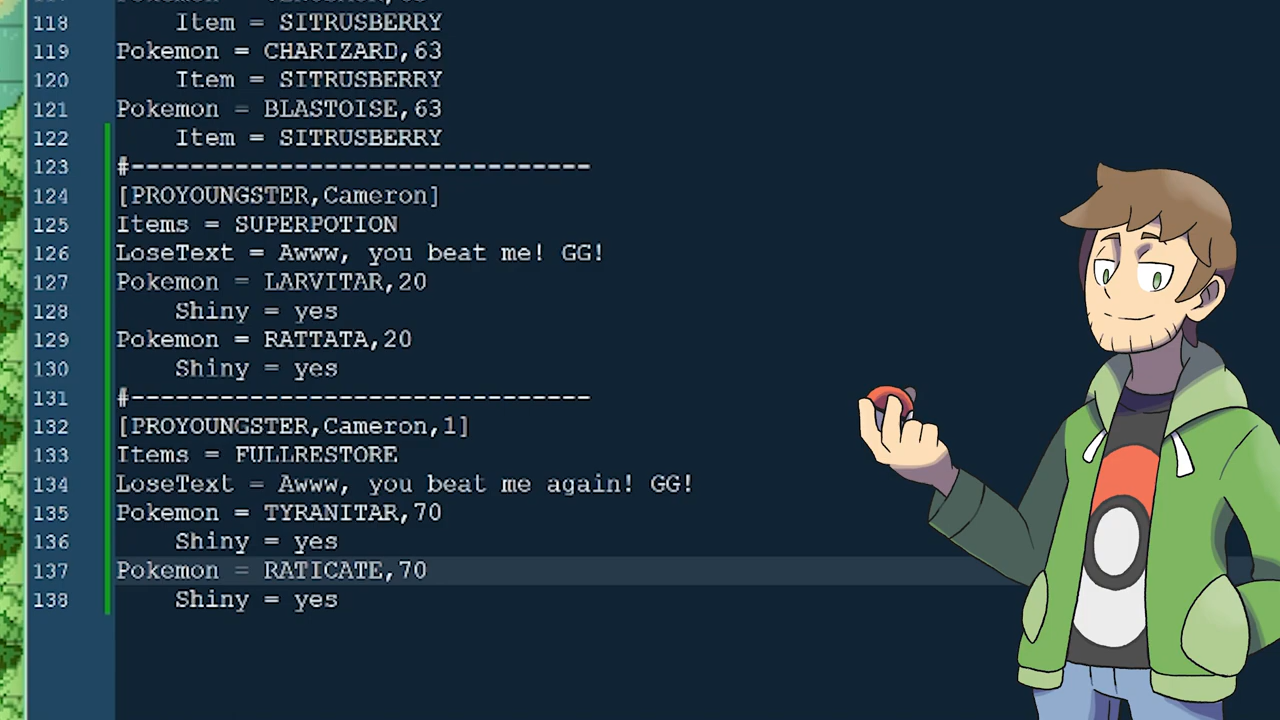 118 Item = SITRUSBERRY
119 Pokemon = CHARIZARD,63
120 Item = SITRUSBERRY
121 Pokemon = BLASTOISE,63
122 Item = SITRUSBERRY
123 #-------------------------------
124 [PROYOUNGSTER,Cameron]
125 Items = SUPERPOTION
126 LoseText = Awww, you beat me! GG!
127 Pokemon = LARVITAR,20
128 Shiny = yes
129 Pokemon = RATTATA,20
130 Shiny = yes
131 #-------------------------------
132 [PROYOUNGSTER,Cameron,1]
133 Items = FULLRESTORE
134 LoseText = Awww, you beat me again! GG!
135 Pokemon = TYRANITAR,70
136 Shiny = yes
137 Pokemon = RATICATE,70
138 Shiny = yes